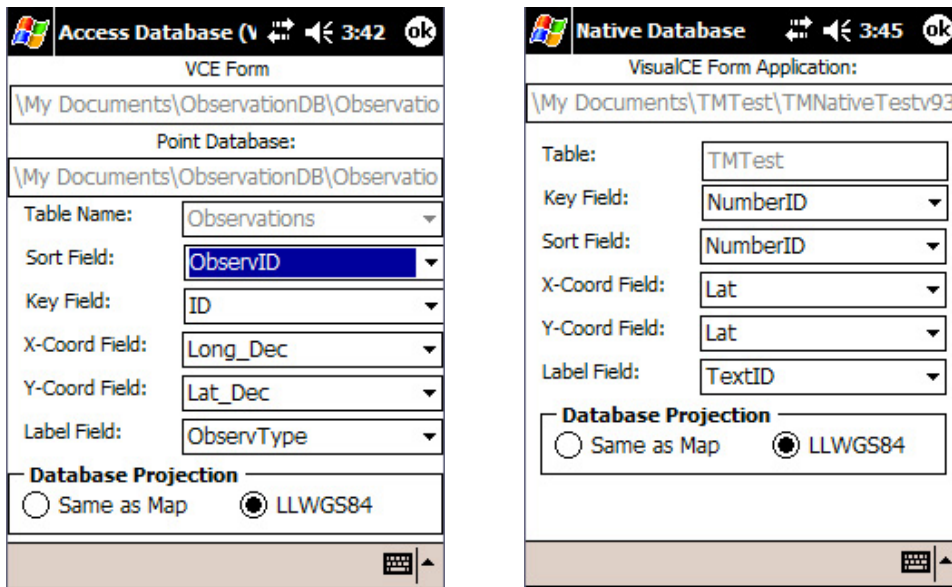 Access Database (V 3:42 ok
VCE Form
\My Documents\ObservationDB\Observatio
Point Database:
\My Documents\ObservationDB\Observatio
Table Name: Observations
Sort Field: ObservID
Key Field: ID
X-Coord Field: Long_Dec
Y-Coord Field: Lat_Dec
Label Field: ObservType
Database Projection
Same as Map LLWGS84
Native Database 3:45 ok
VisualCE Form Application:
\My Documents\TMTest\TMNativeTestv93
Table: TMTest
Key Field: NumberID
Sort Field: NumberID
X-Coord Field: Lat
Y-Coord Field: Lat
Label Field: TextID
Database Projection
Same as Map LLWGS84